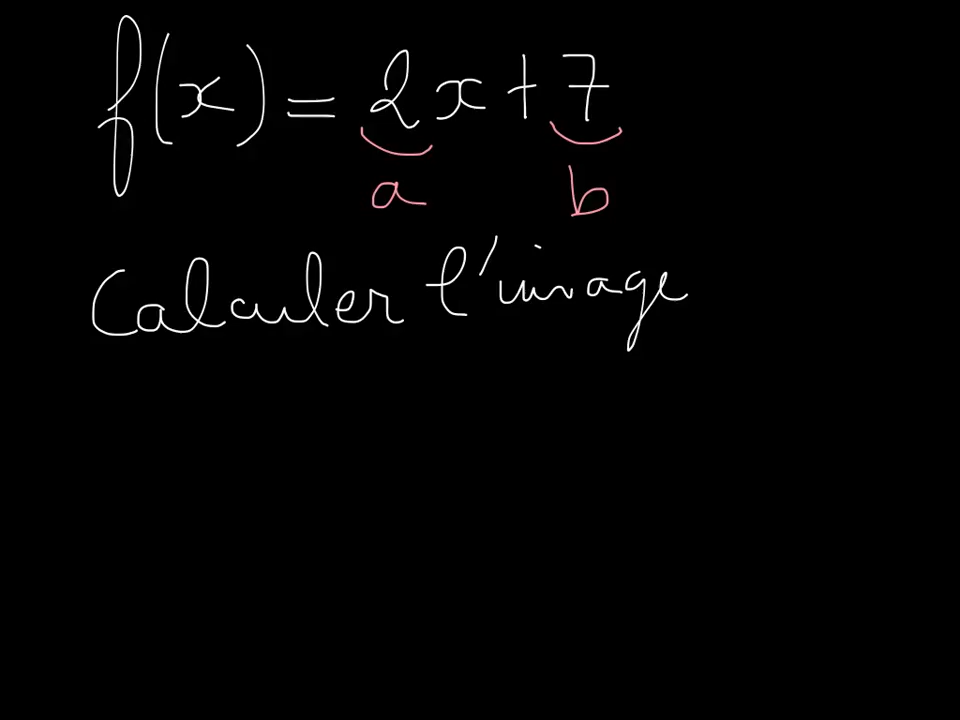 f(x) = 2x + 7
a b
Calculer l'image